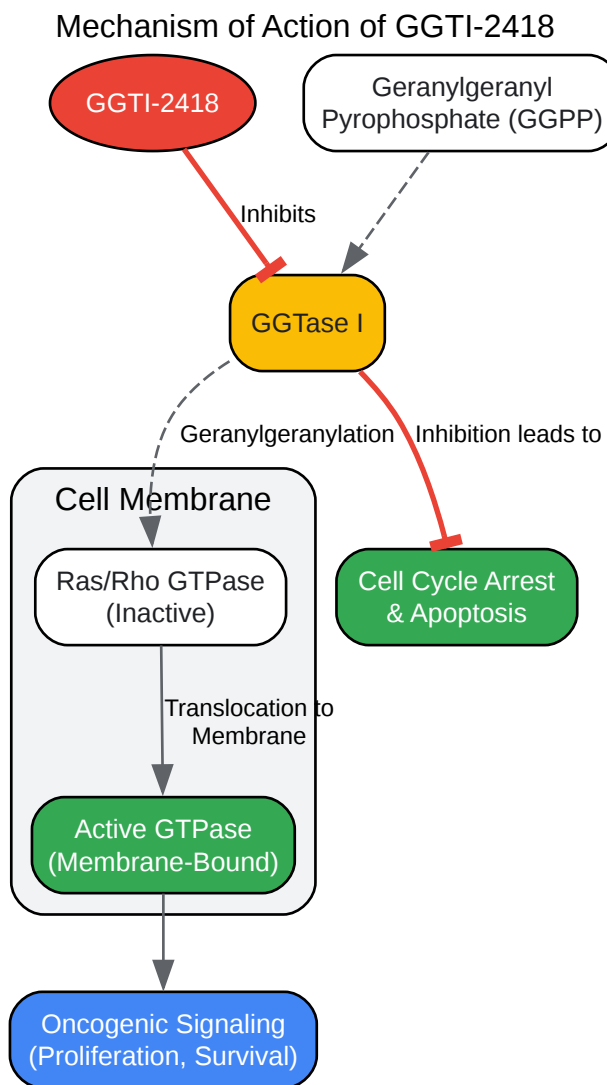 Mechanism of Action of GGTI-2418
GGTI-2418
Geranylgeranyl
Pyrophosphate (GGPP)
Inhibits
GGTase I
Geranylgeranylation
Inhibition leads to
Cell Membrane
Ras/Rho GTPase
(Inactive)
Cell Cycle Arrest
& Apoptosis
Translocation to
Membrane
Active GTPase
(Membrane-Bound)
Oncogenic Signaling
(Proliferation, Survival)